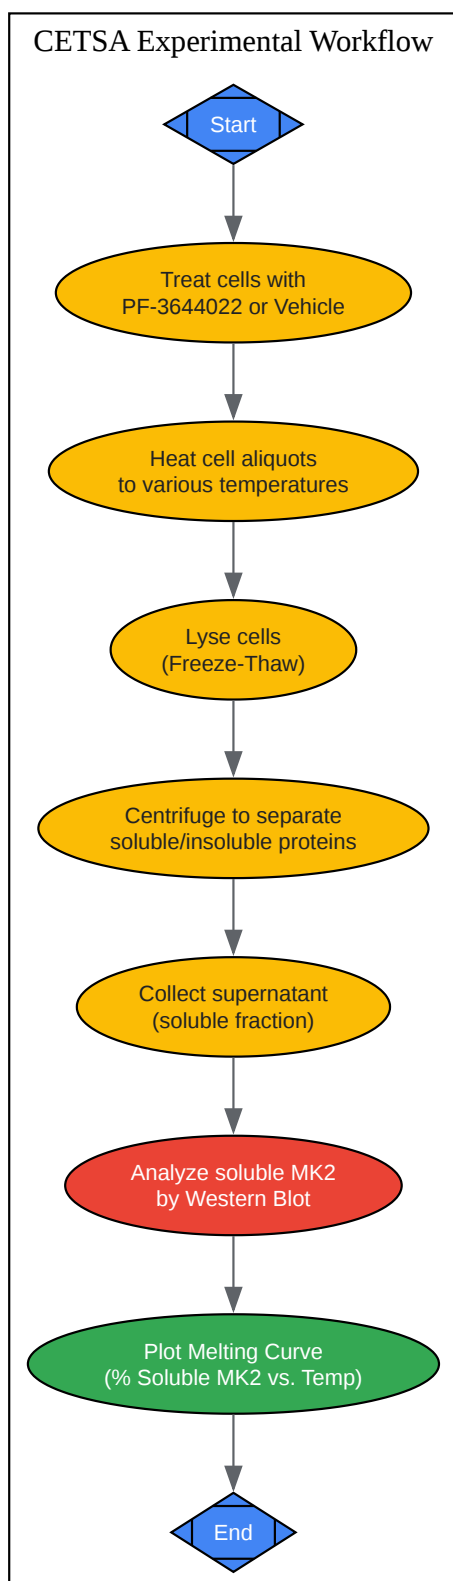 CETSA Experimental Workflow
Start
Treat cells with
PF-3644022 or Vehicle
Heat cell aliquots
to various temperatures
Lyse cells
(Freeze-Thaw)
Centrifuge to separate
soluble/insoluble proteins
Collect supernatant
(soluble fraction)
Analyze soluble MK2
by Western Blot
Plot Melting Curve
(% Soluble MK2 vs. Temp)
End